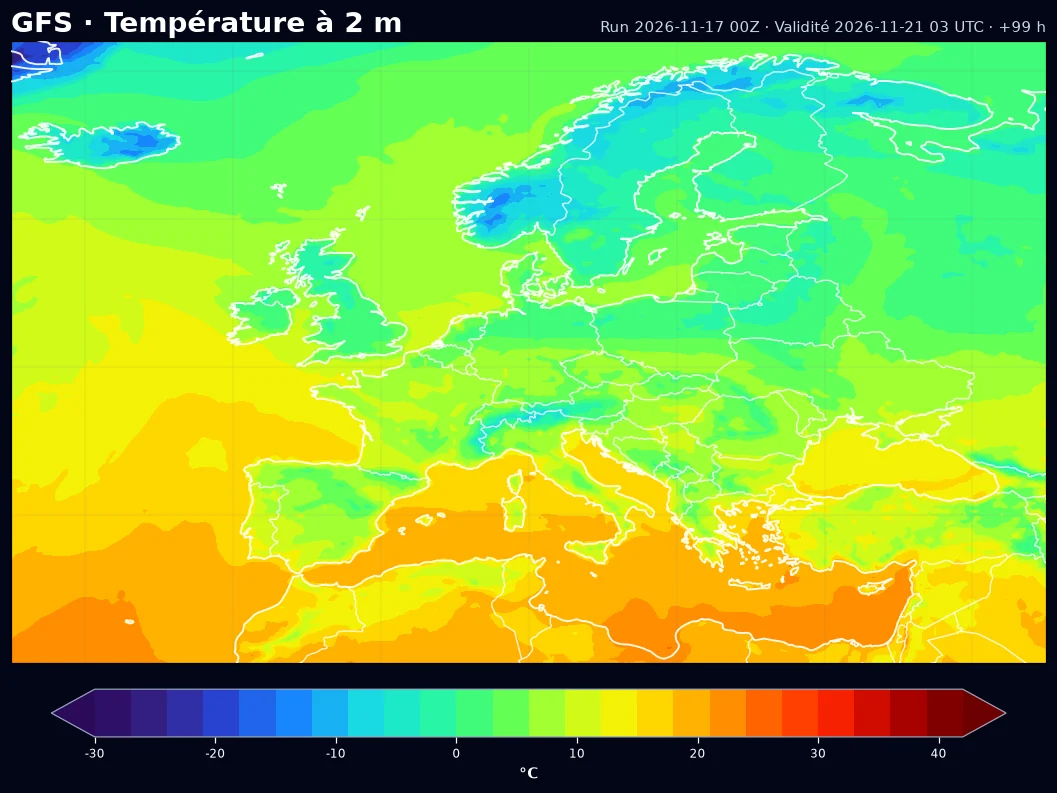 GFS · Température à 2 m
Run 2026-11-17 00Z · Validité 2026-11-21 03 UTC · +99 h
-30 -20 -10 0 10 20 30 40
°C